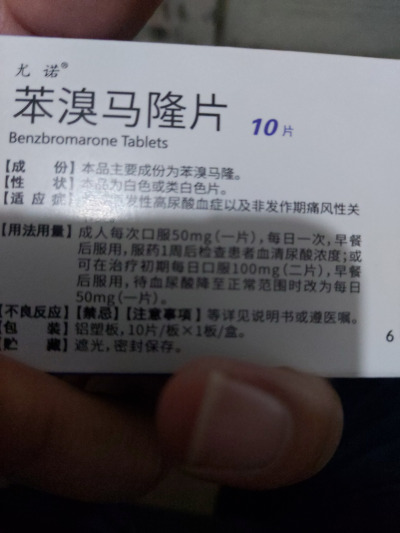 尤诺®
苯溴马隆片 10片
Benzbromarone Tablets
【成 份】本品主要成份为苯溴马隆。
【性 状】本品为白色或类白色片。
【适应症】发性高尿酸血症以及非发作期痛风性关
【用法用量】成人每次口服50mg(一片),每日一次,早餐
后服用,服药1周后检查患者血清尿酸浓度;或
可在治疗初期每日口服100mg(二片),早餐
后服用,待血尿酸降至正常范围时改为每日
50mg(一片)。
【不良反应】【禁忌】【注意事项】等详见说明书或遵医嘱。
【包 装】铝塑板,10片/板×1板/盒。
【贮 藏】遮光,密封保存。
6